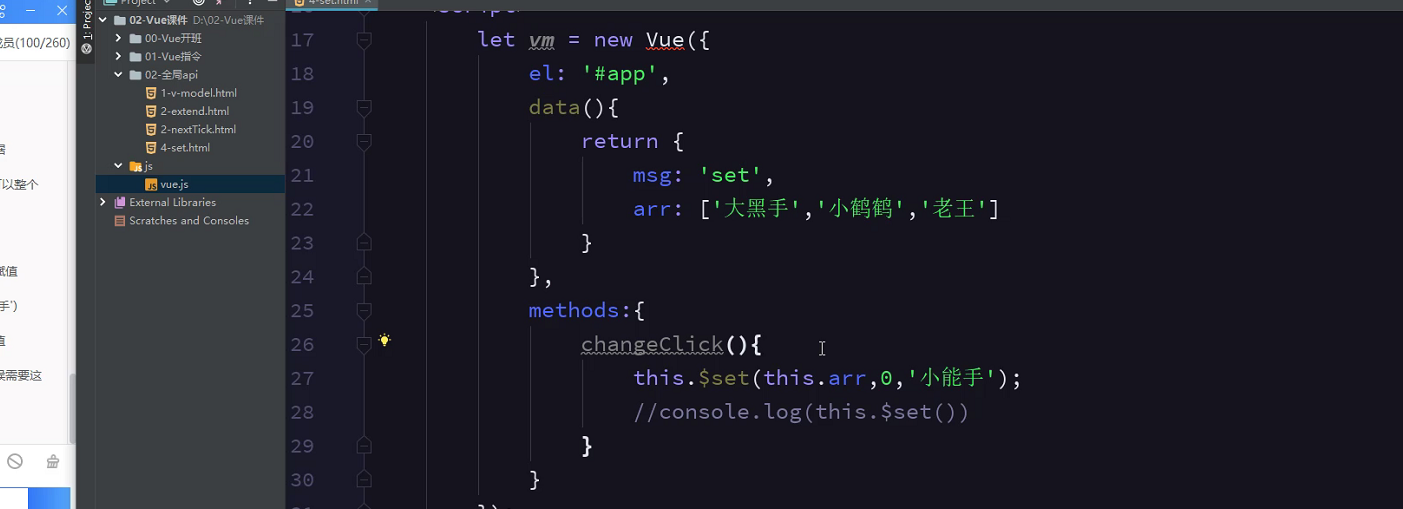 Project
4-set.html
成员(100/260)
可以整个
赋值
手')
值
候需要这
1: Project
02-Vue课件 D:\02-Vue课件
00-Vue开班
01-Vue指令
02-全局api
1-v-model.html
2-extend.html
2-nextTick.html
4-set.html
js
vue.js
External Libraries
Scratches and Consoles
17 let vm = new Vue({
18 el: '#app',
19 data(){
20 return {
21 msg: 'set',
22 arr: ['大黑手','小鹤鹤','老王']
23 }
24 },
25 methods:{
26 changeClick(){
27 this.$set(this.arr,0,'小能手');
28 //console.log(this.$set())
29 }
30 }
})